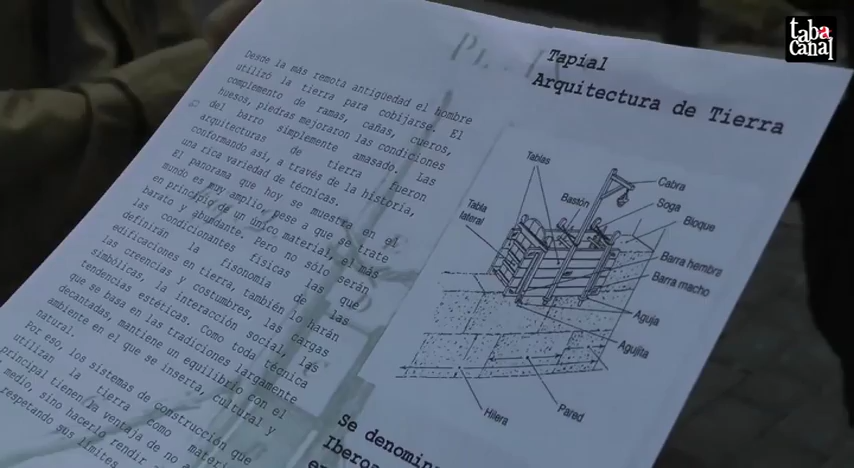 taba
canal
Desde la más remota antigüedad el hombre
utilizó la tierra para cobijarse. El
complemento de ramas, cañas, cueros,
huesos, piedras mejoraron las condiciones
del barro simplemente amasado. Las
arquitecturas de tierra fueron
conformando así, a través de la historia,
una rica variedad de técnicas.
El panorama que hoy se muestra en el
mundo es muy amplio, pese a que se trate
en principio de un único material, el más
barato y abundante. Pero no sólo serán
las condicionantes físicas las que
definirán la fisonomía de las
edificaciones en tierra, también lo harán
las creencias y costumbres, las cargas
simbólicas, la interacción social, las
tendencias estéticas. Como toda técnica
que se basa en las tradiciones largamente
decantadas, mantiene un equilibrio con el
ambiente en el que se inserta, cultural y
natural.
Por eso, los sistemas de construcción que
utilizan la tierra como
principal tienen la ventaja de no
medio, sino hacerlo rendir
respetando sus límites
Tapial
Arquitectura de Tierra
Tablas
Cabra
Bastón
Soga
Tabla
lateral
Bloque
Barra hembra
Barra macho
Aguja
Agujita
Hilera
Pared
Se